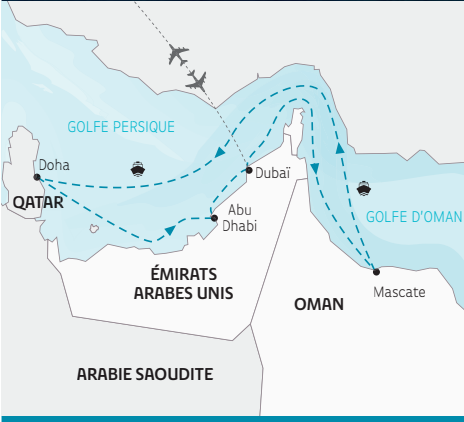 GOLFE PERSIQUE
Doha
Dubaï
QATAR
Abu
Dhabi
GOLFE D'OMAN
ÉMIRATS
ARABES UNIS
OMAN
Mascate
ARABIE SAOUDITE